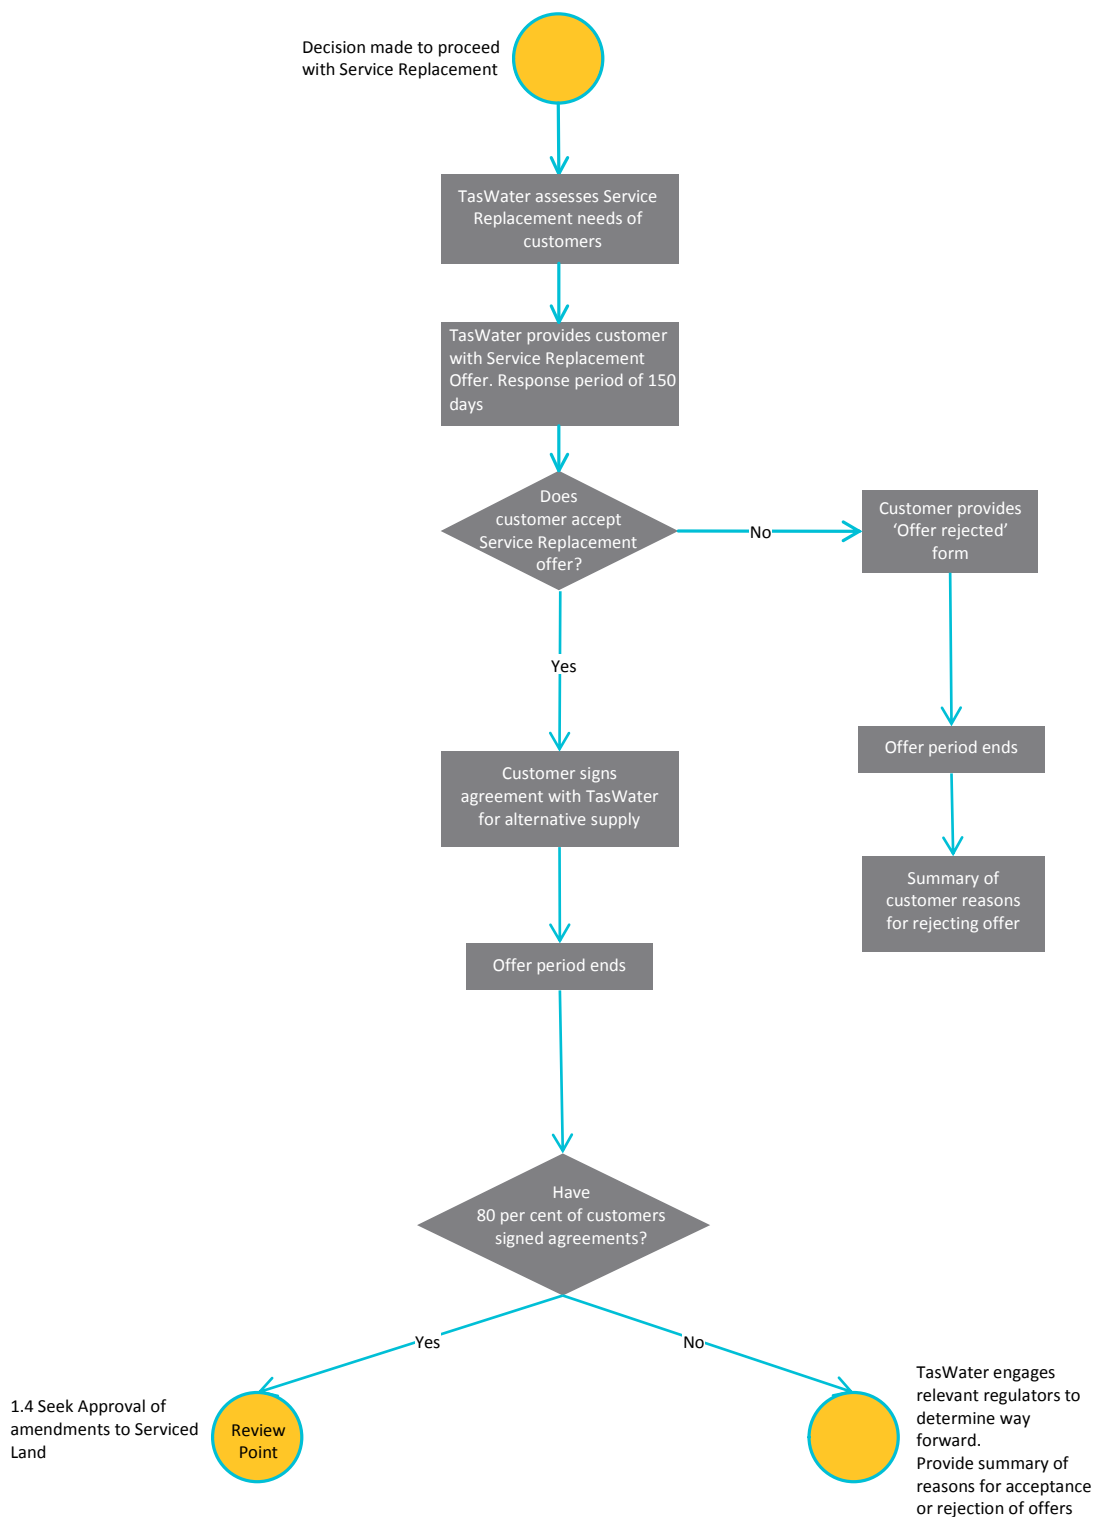 Decision made to proceed
with Service Replacement
TasWater assesses Service
Replacement needs of
customers
TasWater provides customer
with Service Replacement
Offer. Response period of 150
days
Does
customer accept
Service Replacement
offer?
No
Customer provides
‘Offer rejected’
form
Yes
Offer period ends
Customer signs
agreement with TasWater
for alternative supply
Summary of
customer reasons
for rejecting offer
Offer period ends
Have
80 per cent of customers
signed agreements?
Yes
No
1.4 Seek Approval of
amendments to Serviced
Land
Review
Point
TasWater engages
relevant regulators to
determine way
forward.
Provide summary of
reasons for acceptance
or rejection of offers